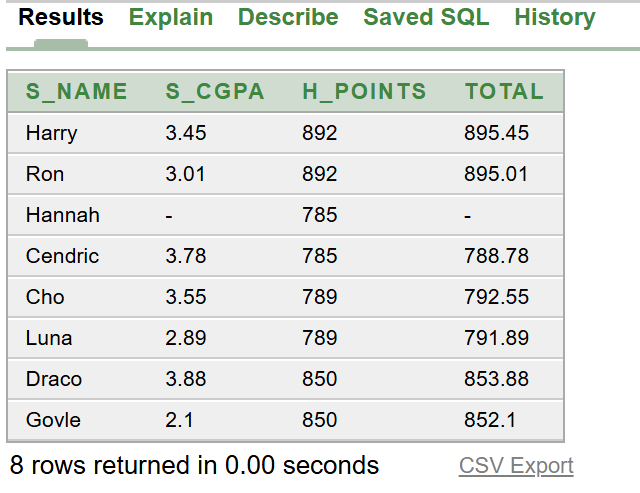 Results Explain Describe Saved SQL History
S_NAME S_CGPA H_POINTS TOTAL
Harry 3.45 892 895.45
Ron 3.01 892 895.01
Hannah - 785 -
Cendric 3.78 785 788.78
Cho 3.55 789 792.55
Luna 2.89 789 791.89
Draco 3.88 850 853.88
Govle 2.1 850 852.1
8 rows returned in 0.00 seconds CSV Export